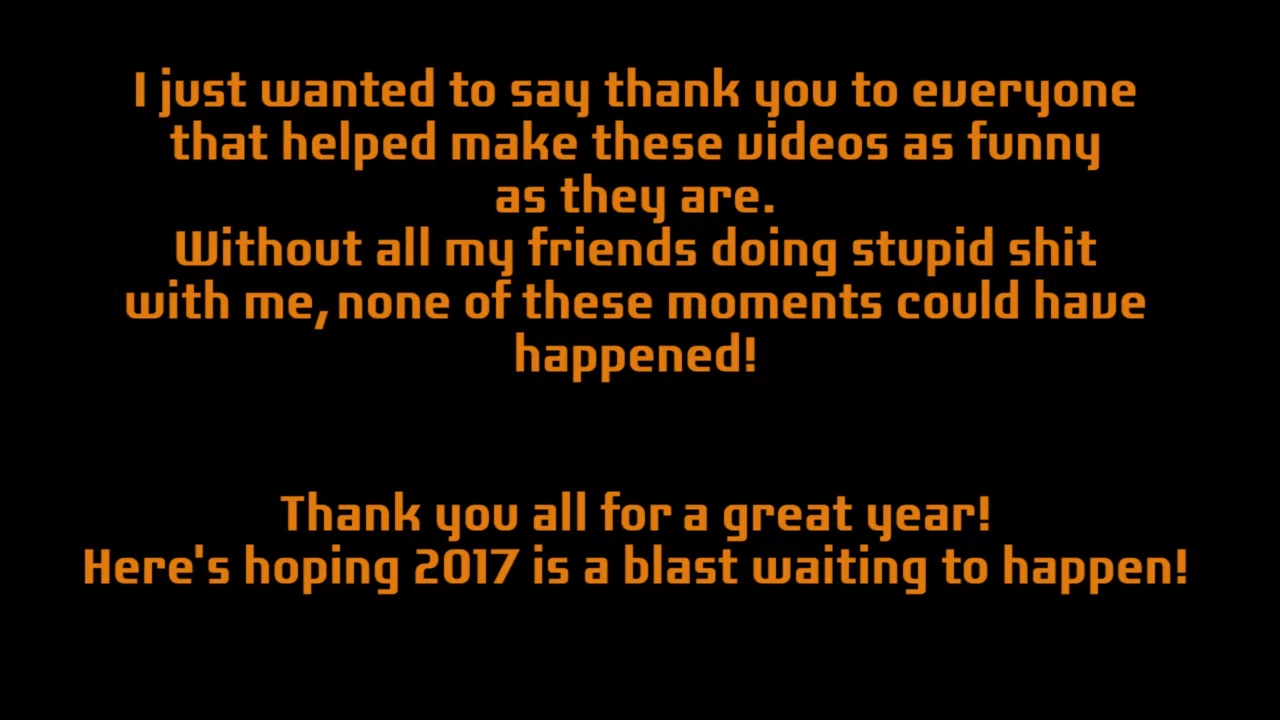 I just wanted to say thank you to everyone
that helped make these videos as funny
as they are.
Without all my friends doing stupid shit
with me, none of these moments could have
happened!
Thank you all for a great year!
Here's hoping 2017 is a blast waiting to happen!